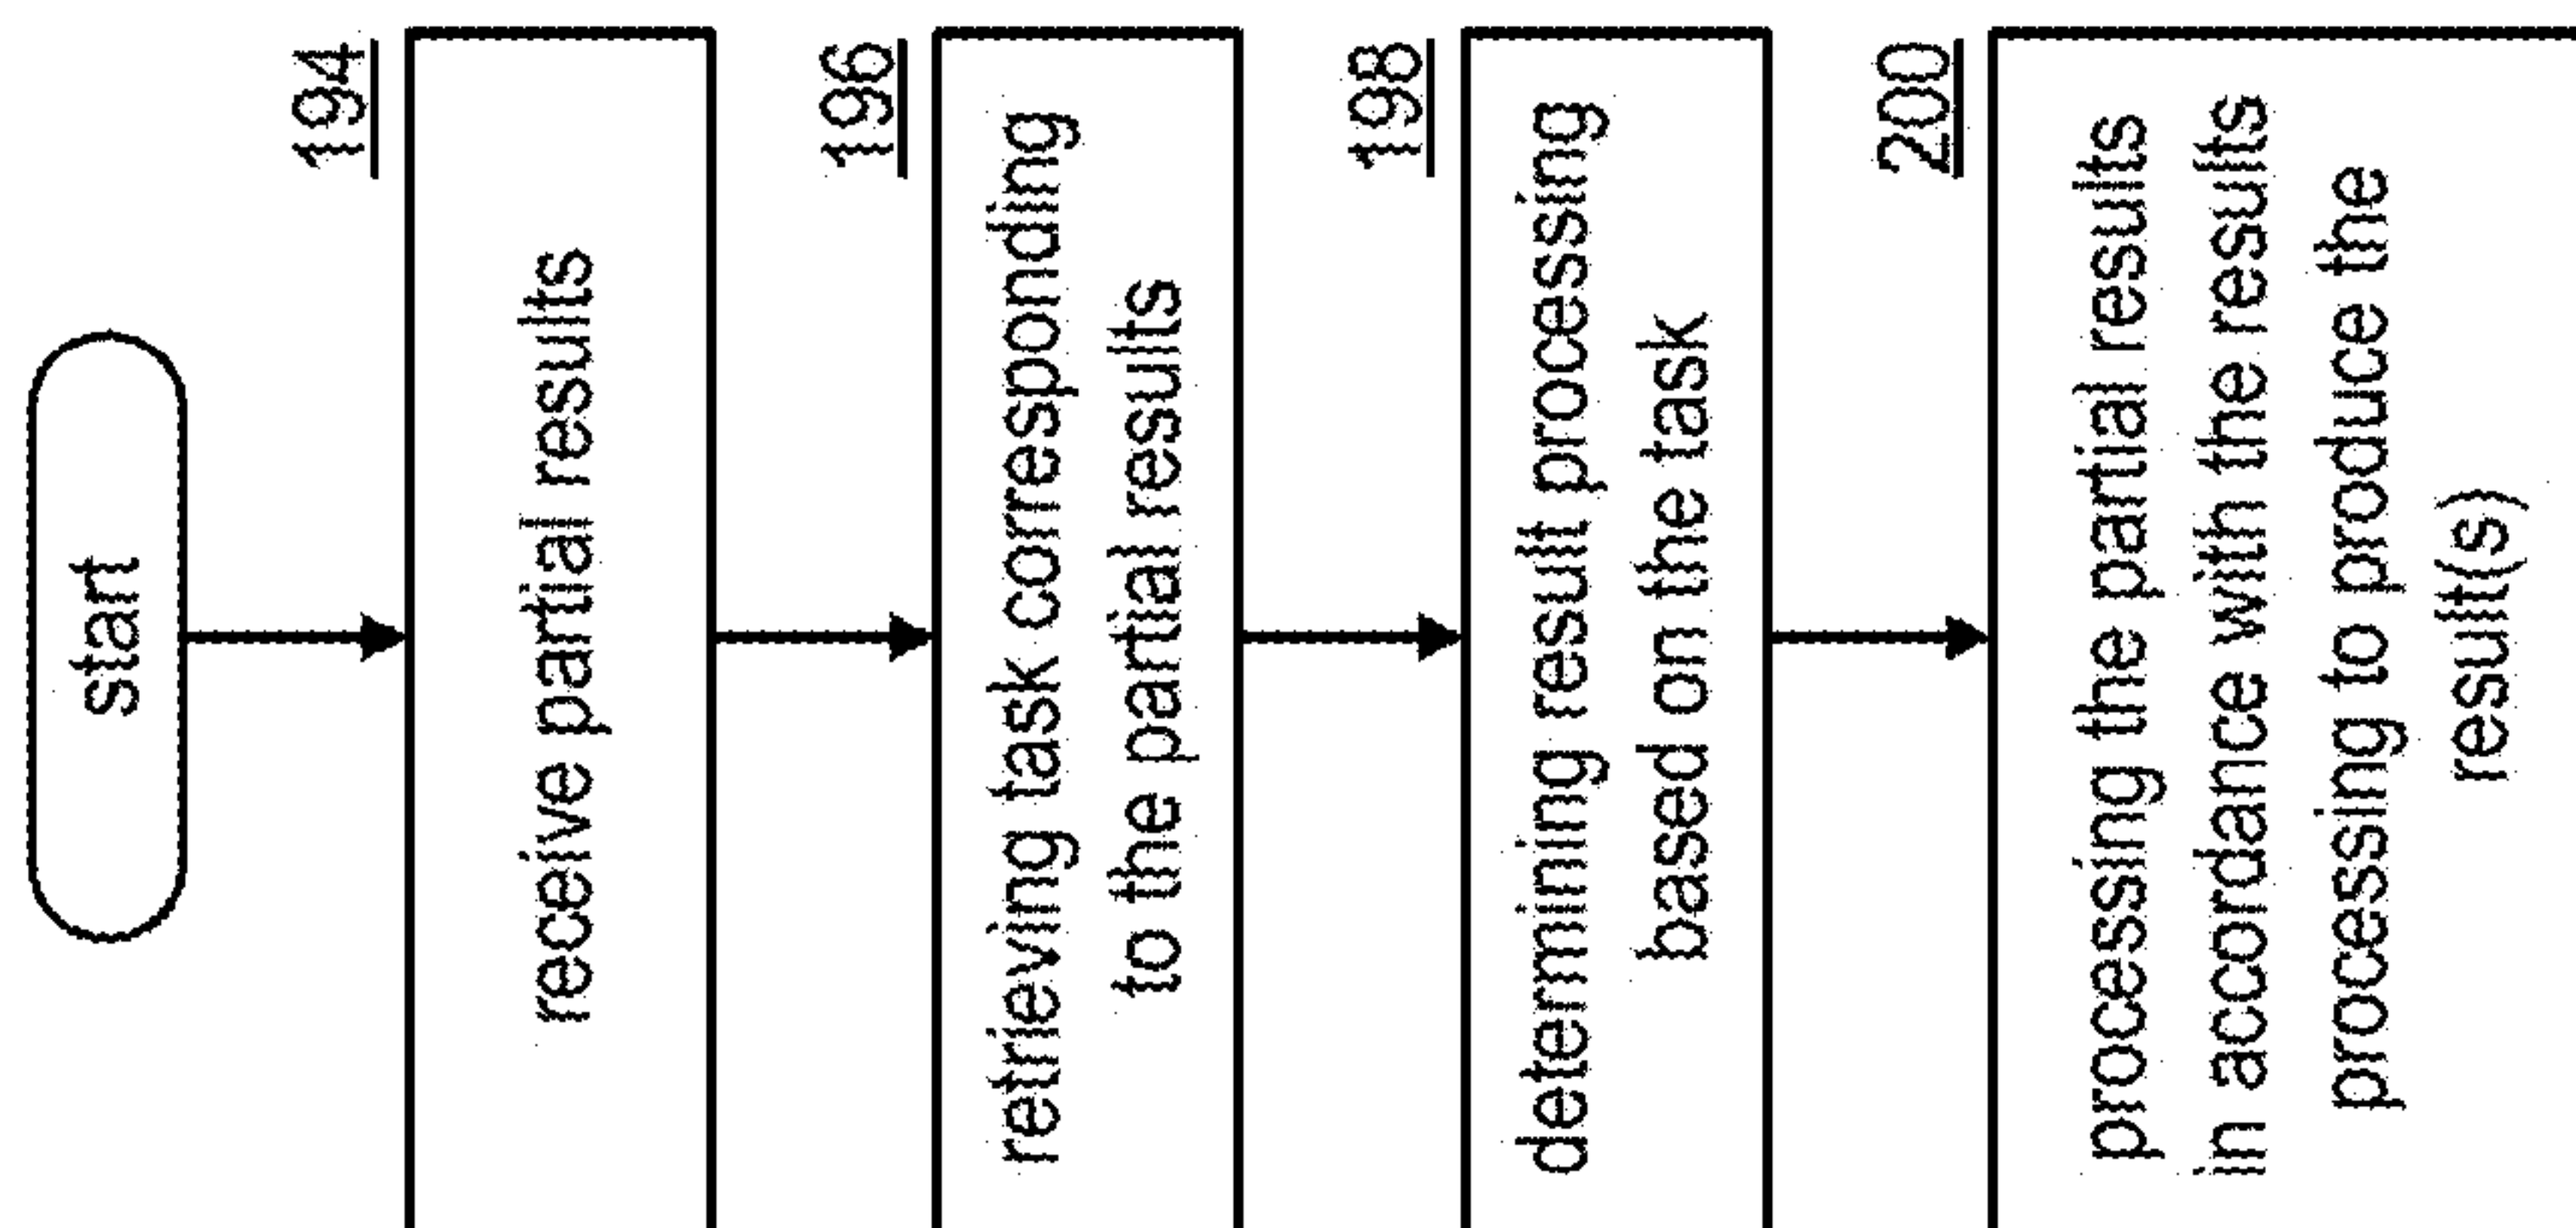 start
194
receive partial results
196
retrieving task corresponding
to the partial results
198
determining result processing
based on the task
200
processing the partial results
in accordance with the results
processing to produce the
result(s)